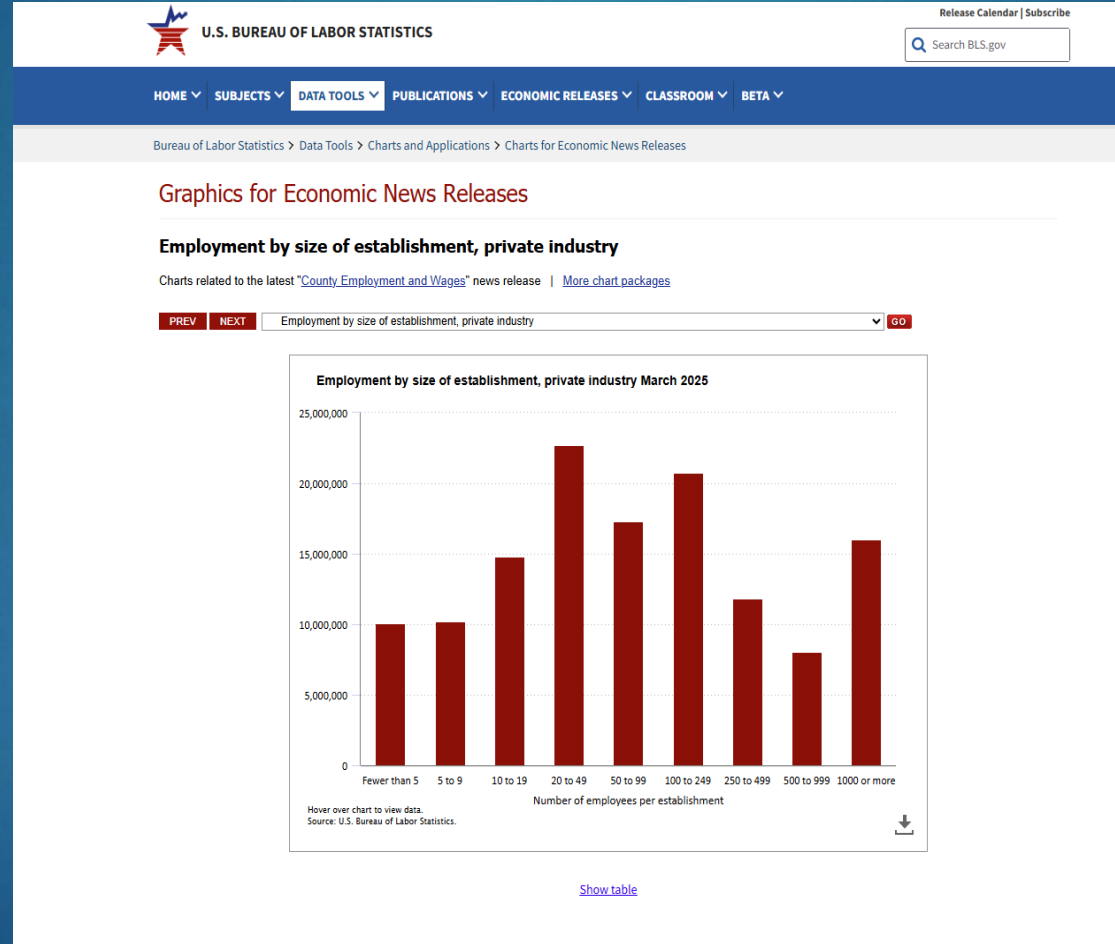 Release Calendar | Subscribe
U.S. BUREAU OF LABOR STATISTICS
Search BLS.gov
HOME SUBJECTS DATA TOOLS PUBLICATIONS ECONOMIC RELEASES CLASSROOM BETA
Bureau of Labor Statistics > Data Tools > Charts and Applications > Charts for Economic News Releases
Graphics for Economic News Releases
Employment by size of establishment, private industry
Charts related to the latest "County Employment and Wages" news release | More chart packages
PREV NEXT Employment by size of establishment, private industry GO
Employment by size of establishment, private industry March 2025
25,000,000
20,000,000
15,000,000
10,000,000
5,000,000
0
Fewer than 5 5 to 9 10 to 19 20 to 49 50 to 99 100 to 249 250 to 499 500 to 999 1000 or more
Number of employees per establishment
Hover over chart to view data.
Source: U.S. Bureau of Labor Statistics.
Show table